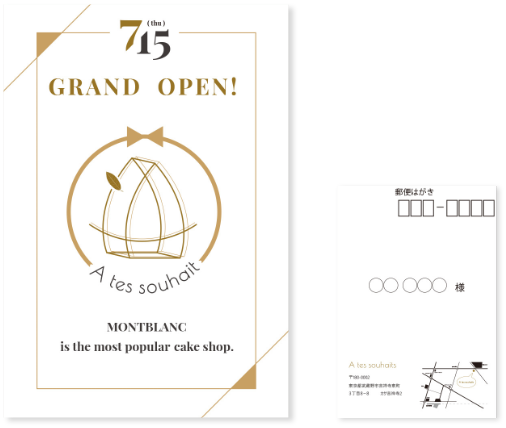 7 (thu)
15
GRAND OPEN!
A tes souhait
MONTBLANC
is the most popular cake shop.
郵便はがき
□□□-□□□□
○○ ○○○ 様
A tes souhaits